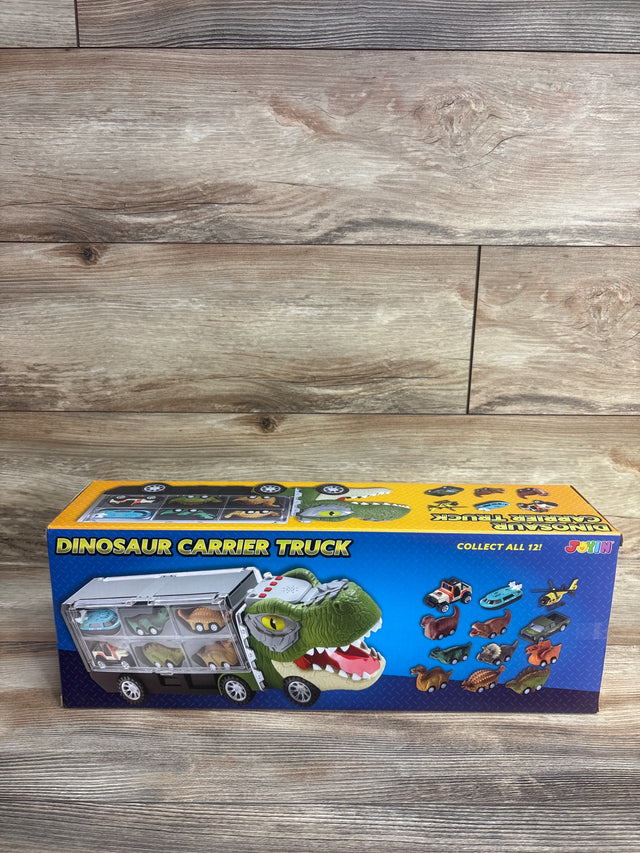 DINOSAUR
CARRIER TRUCK
DINOSAUR CARRIER TRUCK
COLLECT ALL 12!
JOYIN